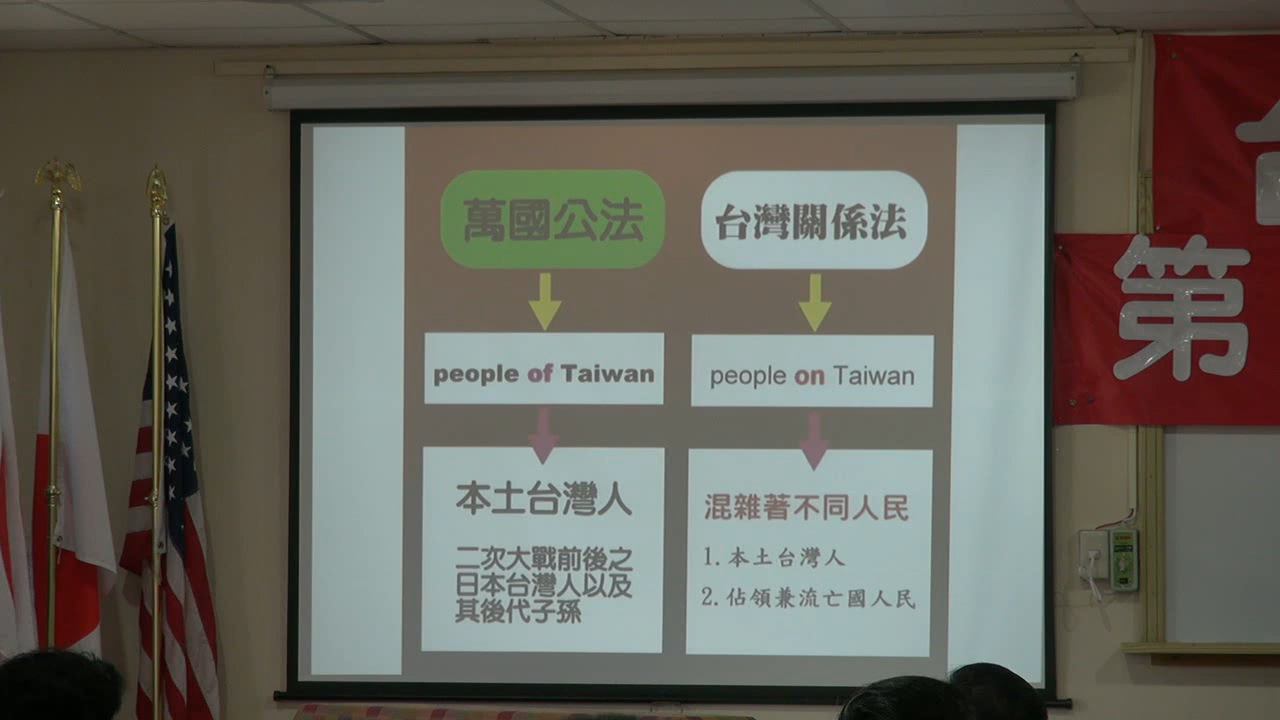 萬國公法
people of Taiwan
本土台灣人
二次大戰前後之
日本台灣人以及
其後代子孫
台灣關係法
people on Taiwan
混雜著不同人民
1. 本土台灣人
2. 佔領兼流亡國人民
第